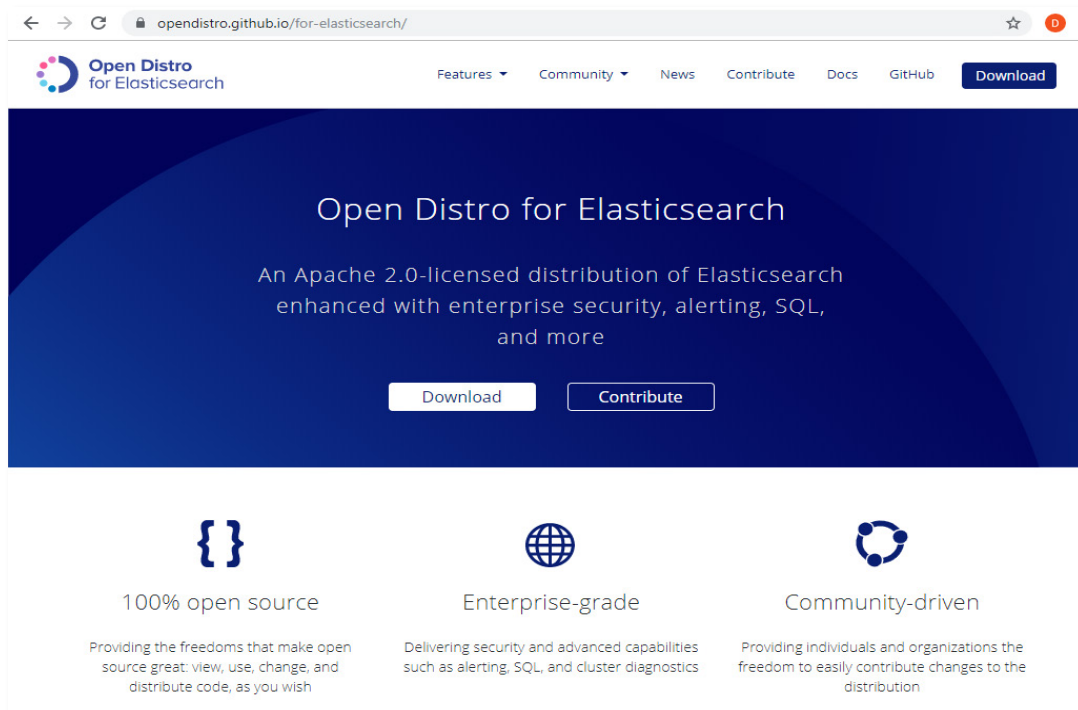 opendistro.github.io/for-elasticsearch/
D
Open Distro
for Elasticsearch
Features
Community
News
Contribute
Docs
GitHub
Download
Open Distro for Elasticsearch
An Apache 2.0-licensed distribution of Elasticsearch
enhanced with enterprise security, alerting, SQL,
and more
Download
Contribute
{ }
100% open source
Providing the freedoms that make open
source great: view, use, change, and
distribute code, as you wish
Enterprise-grade
Delivering security and advanced capabilities
such as alerting, SQL, and cluster diagnostics
Community-driven
Providing individuals and organizations the
freedom to easily contribute changes to the
distribution